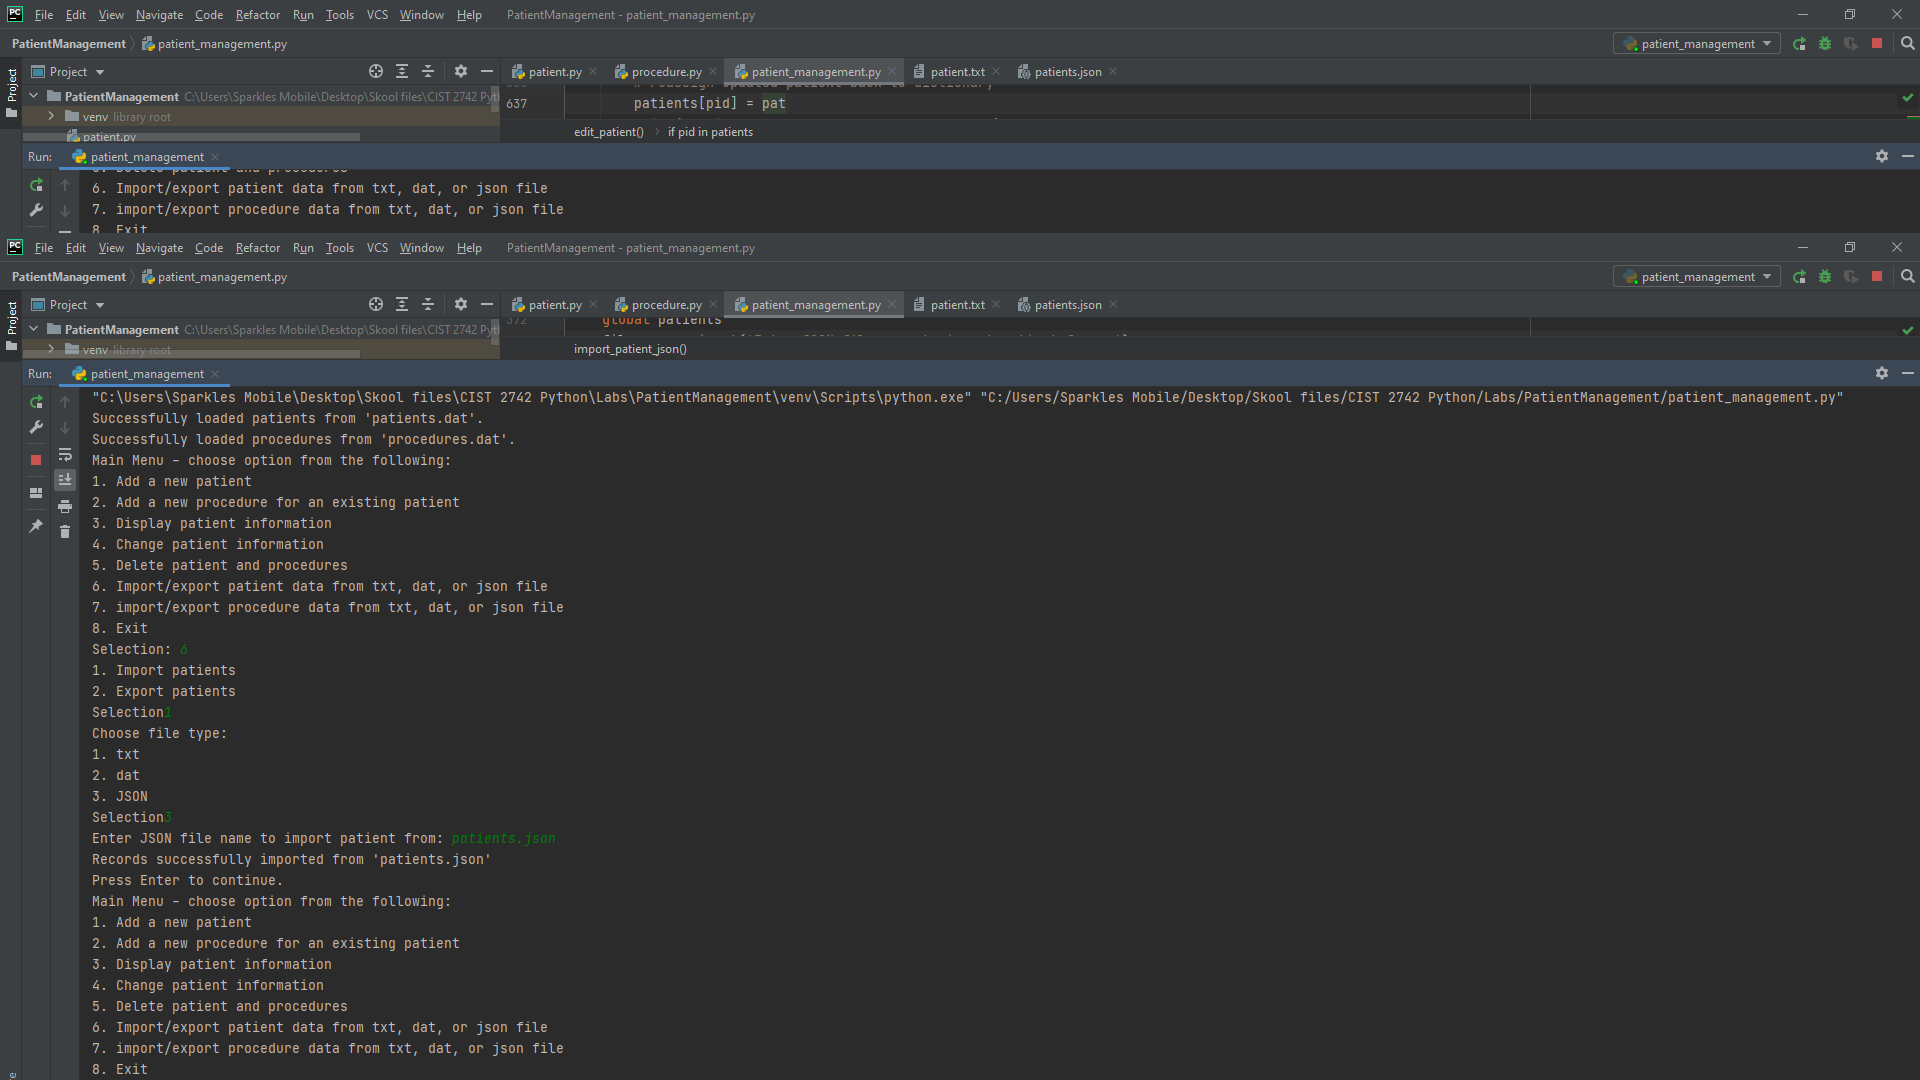 File Edit View Navigate Code Refactor Run Tools VCS Window Help PatientManagement - patient_management.py
PatientManagement patient_management.py patient_management
Project patient.py procedure.py patient_management.py patient.txt patients.json
Project
PatientManagement C:\Users\Sparkles Mobile\Desktop\Skool files\CIST 2742 Pyt
637 patients[pid] = pat
venv library root
patient.py
edit_patient() if pid in patients
Run: patient_management
5. Delete patient and procedures
6. Import/export patient data from txt, dat, or json file
7. import/export procedure data from txt, dat, or json file
8. Exit
File Edit View Navigate Code Refactor Run Tools VCS Window Help PatientManagement - patient_management.py
PatientManagement patient_management.py patient_management
Project patient.py procedure.py patient_management.py patient.txt patients.json
Project
372 global patients
PatientManagement C:\Users\Sparkles Mobile\Desktop\Skool files\CIST 2742 Pyt
venv library root
import_patient_json()
Run: patient_management
"C:\Users\Sparkles Mobile\Desktop\Skool files\CIST 2742 Python\Labs\PatientManagement\venv\Scripts\python.exe" "C:/Users/Sparkles Mobile/Desktop/Skool files/CIST 2742 Python/Labs/PatientManagement/patient_management.py"
Successfully loaded patients from 'patients.dat'.
Successfully loaded procedures from 'procedures.dat'.
Main Menu - choose option from the following:
1. Add a new patient
2. Add a new procedure for an existing patient
3. Display patient information
4. Change patient information
5. Delete patient and procedures
6. Import/export patient data from txt, dat, or json file
7. import/export procedure data from txt, dat, or json file
8. Exit
Selection: 6
1. Import patients
2. Export patients
Selection1
Choose file type:
1. txt
2. dat
3. JSON
Selection3
Enter JSON file name to import patient from: patients.json
Records successfully imported from 'patients.json'
Press Enter to continue.
Main Menu - choose option from the following:
1. Add a new patient
2. Add a new procedure for an existing patient
3. Display patient information
4. Change patient information
5. Delete patient and procedures
6. Import/export patient data from txt, dat, or json file
7. import/export procedure data from txt, dat, or json file
8. Exit